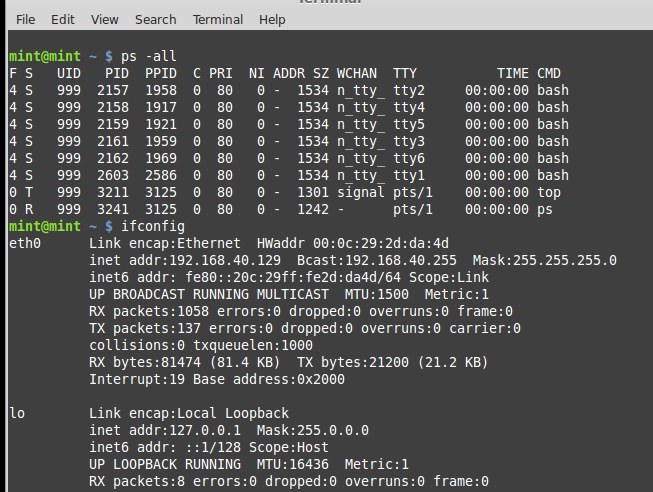 Terminal
File Edit View Search Terminal Help
mint@mint ~ $ ps -all
F S   UID   PID  PPID  C PRI  NI ADDR SZ WCHAN  TTY          TIME CMD
4 S   999  2157  1958  0  80   0 -  1534 n_tty_ tty2     00:00:00 bash
4 S   999  2158  1917  0  80   0 -  1534 n_tty_ tty4     00:00:00 bash
4 S   999  2159  1921  0  80   0 -  1534 n_tty_ tty5     00:00:00 bash
4 S   999  2161  1959  0  80   0 -  1534 n_tty_ tty3     00:00:00 bash
4 S   999  2162  1969  0  80   0 -  1534 n_tty_ tty6     00:00:00 bash
4 S   999  2603  2586  0  80   0 -  1534 n_tty_ tty1     00:00:00 bash
0 T   999  3211  3125  0  80   0 -  1301 signal pts/1    00:00:00 top
0 R   999  3241  3125  0  80   0 -  1242 -      pts/1    00:00:00 ps
mint@mint ~ $ ifconfig
eth0      Link encap:Ethernet  HWaddr 00:0c:29:2d:da:4d
          inet addr:192.168.40.129  Bcast:192.168.40.255  Mask:255.255.255.0
          inet6 addr: fe80::20c:29ff:fe2d:da4d/64 Scope:Link
          UP BROADCAST RUNNING MULTICAST  MTU:1500  Metric:1
          RX packets:1058 errors:0 dropped:0 overruns:0 frame:0
          TX packets:137 errors:0 dropped:0 overruns:0 carrier:0
          collisions:0 txqueuelen:1000
          RX bytes:81474 (81.4 KB)  TX bytes:21200 (21.2 KB)
          Interrupt:19 Base address:0x2000
lo        Link encap:Local Loopback
          inet addr:127.0.0.1  Mask:255.0.0.0
          inet6 addr: ::1/128 Scope:Host
          UP LOOPBACK RUNNING  MTU:16436  Metric:1
          RX packets:8 errors:0 dropped:0 overruns:0 frame:0